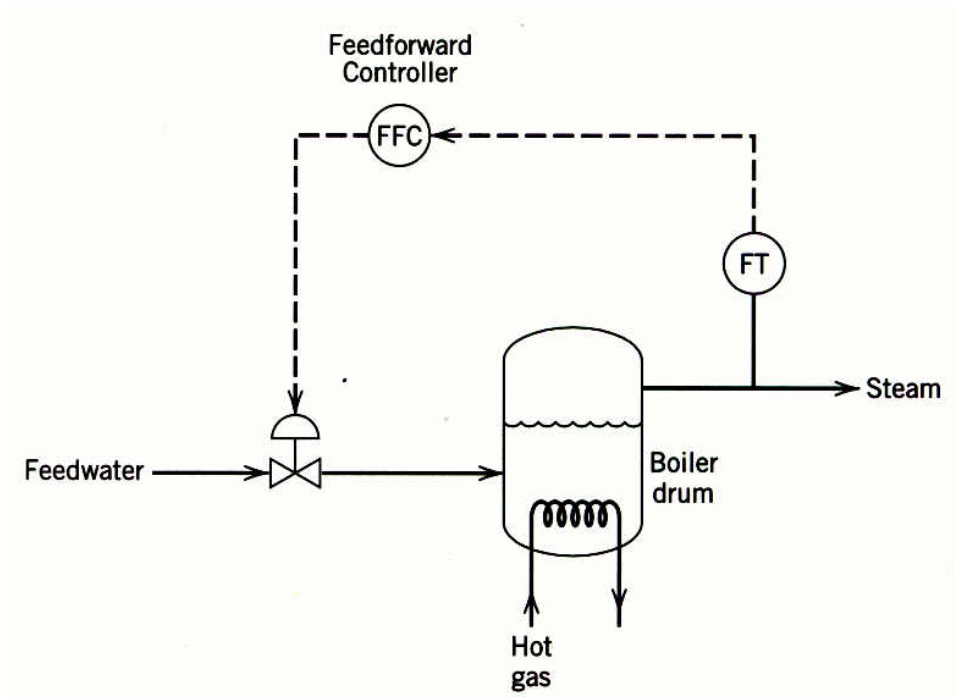 Feedforward
Controller
FFC
FT
Steam
Feedwater
Boiler
drum
Hot
gas